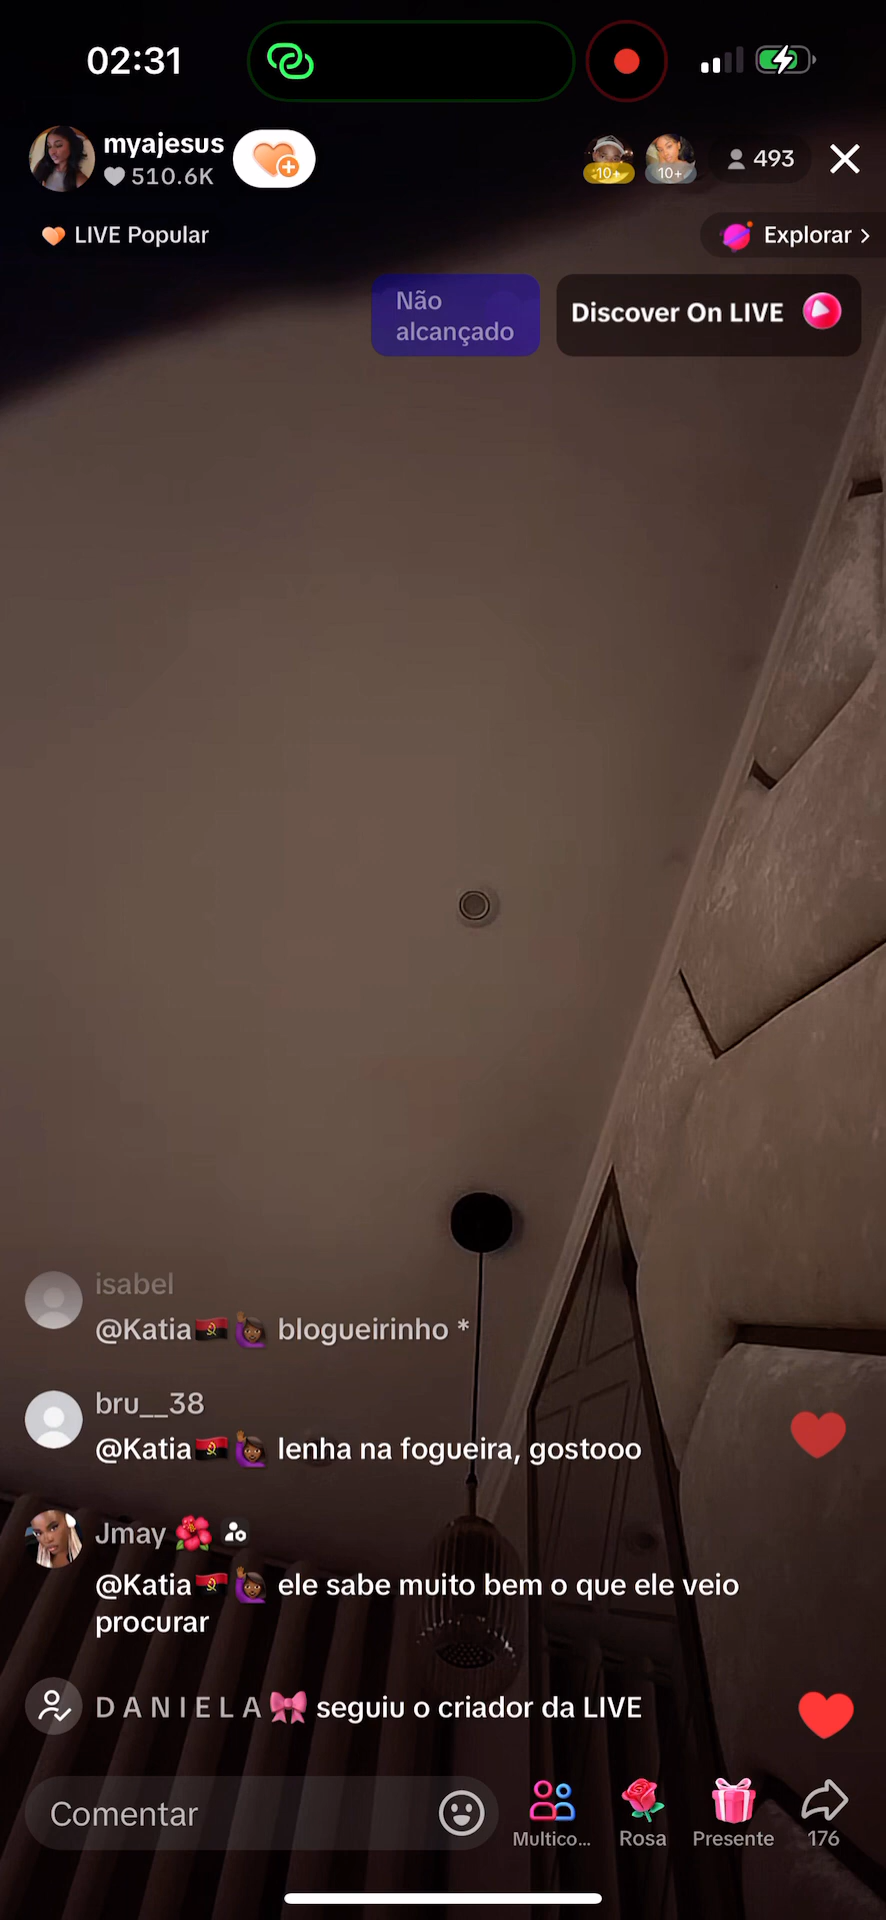 02:31
myajesus
510.6K
10+
10+
493
LIVE Popular
Explorar
Não
alcançado
Discover On LIVE
isabel
@Katia🇦🇴🙋🏾‍♀️ blogueirinho *
bru__38
@Katia🇦🇴🙋🏾‍♀️ lenha na fogueira, gostooo
Jmay 🌺
@Katia🇦🇴🙋🏾‍♀️ ele sabe muito bem o que ele veio
procurar
D A N I E L A 🎀 seguiu o criador da LIVE
Comentar
Multico...
Rosa
Presente
176